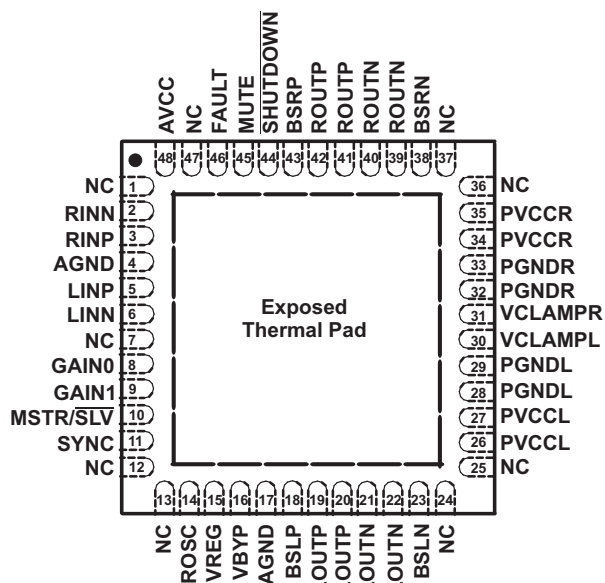 AVCC
NC
FAULT
MUTE
SHUTDOWN
BSRP
ROUTP
ROUTP
ROUTN
ROUTN
BSRN
NC
48 47 46 45 44 43 42 41 40 39 38 37
NC 1 36 NC
RINN 2 35 PVCCR
RINP 3 34 PVCCR
AGND 4 33 PGNDR
LINP 5 32 PGNDR
LINN 6 31 VCLAMPR
NC 7 30 VCLAMPL
GAIN0 8 29 PGNDL
GAIN1 9 28 PGNDL
MSTR/SLV 10 27 PVCCL
SYNC 11 26 PVCCL
NC 12 25 NC
Exposed
Thermal Pad
13 14 15 16 17 18 19 20 21 22 23 24
NC
ROSC
VREG
VBYP
AGND
BSLP
LOUTP
LOUTP
LOUTN
LOUTN
BSLN
NC